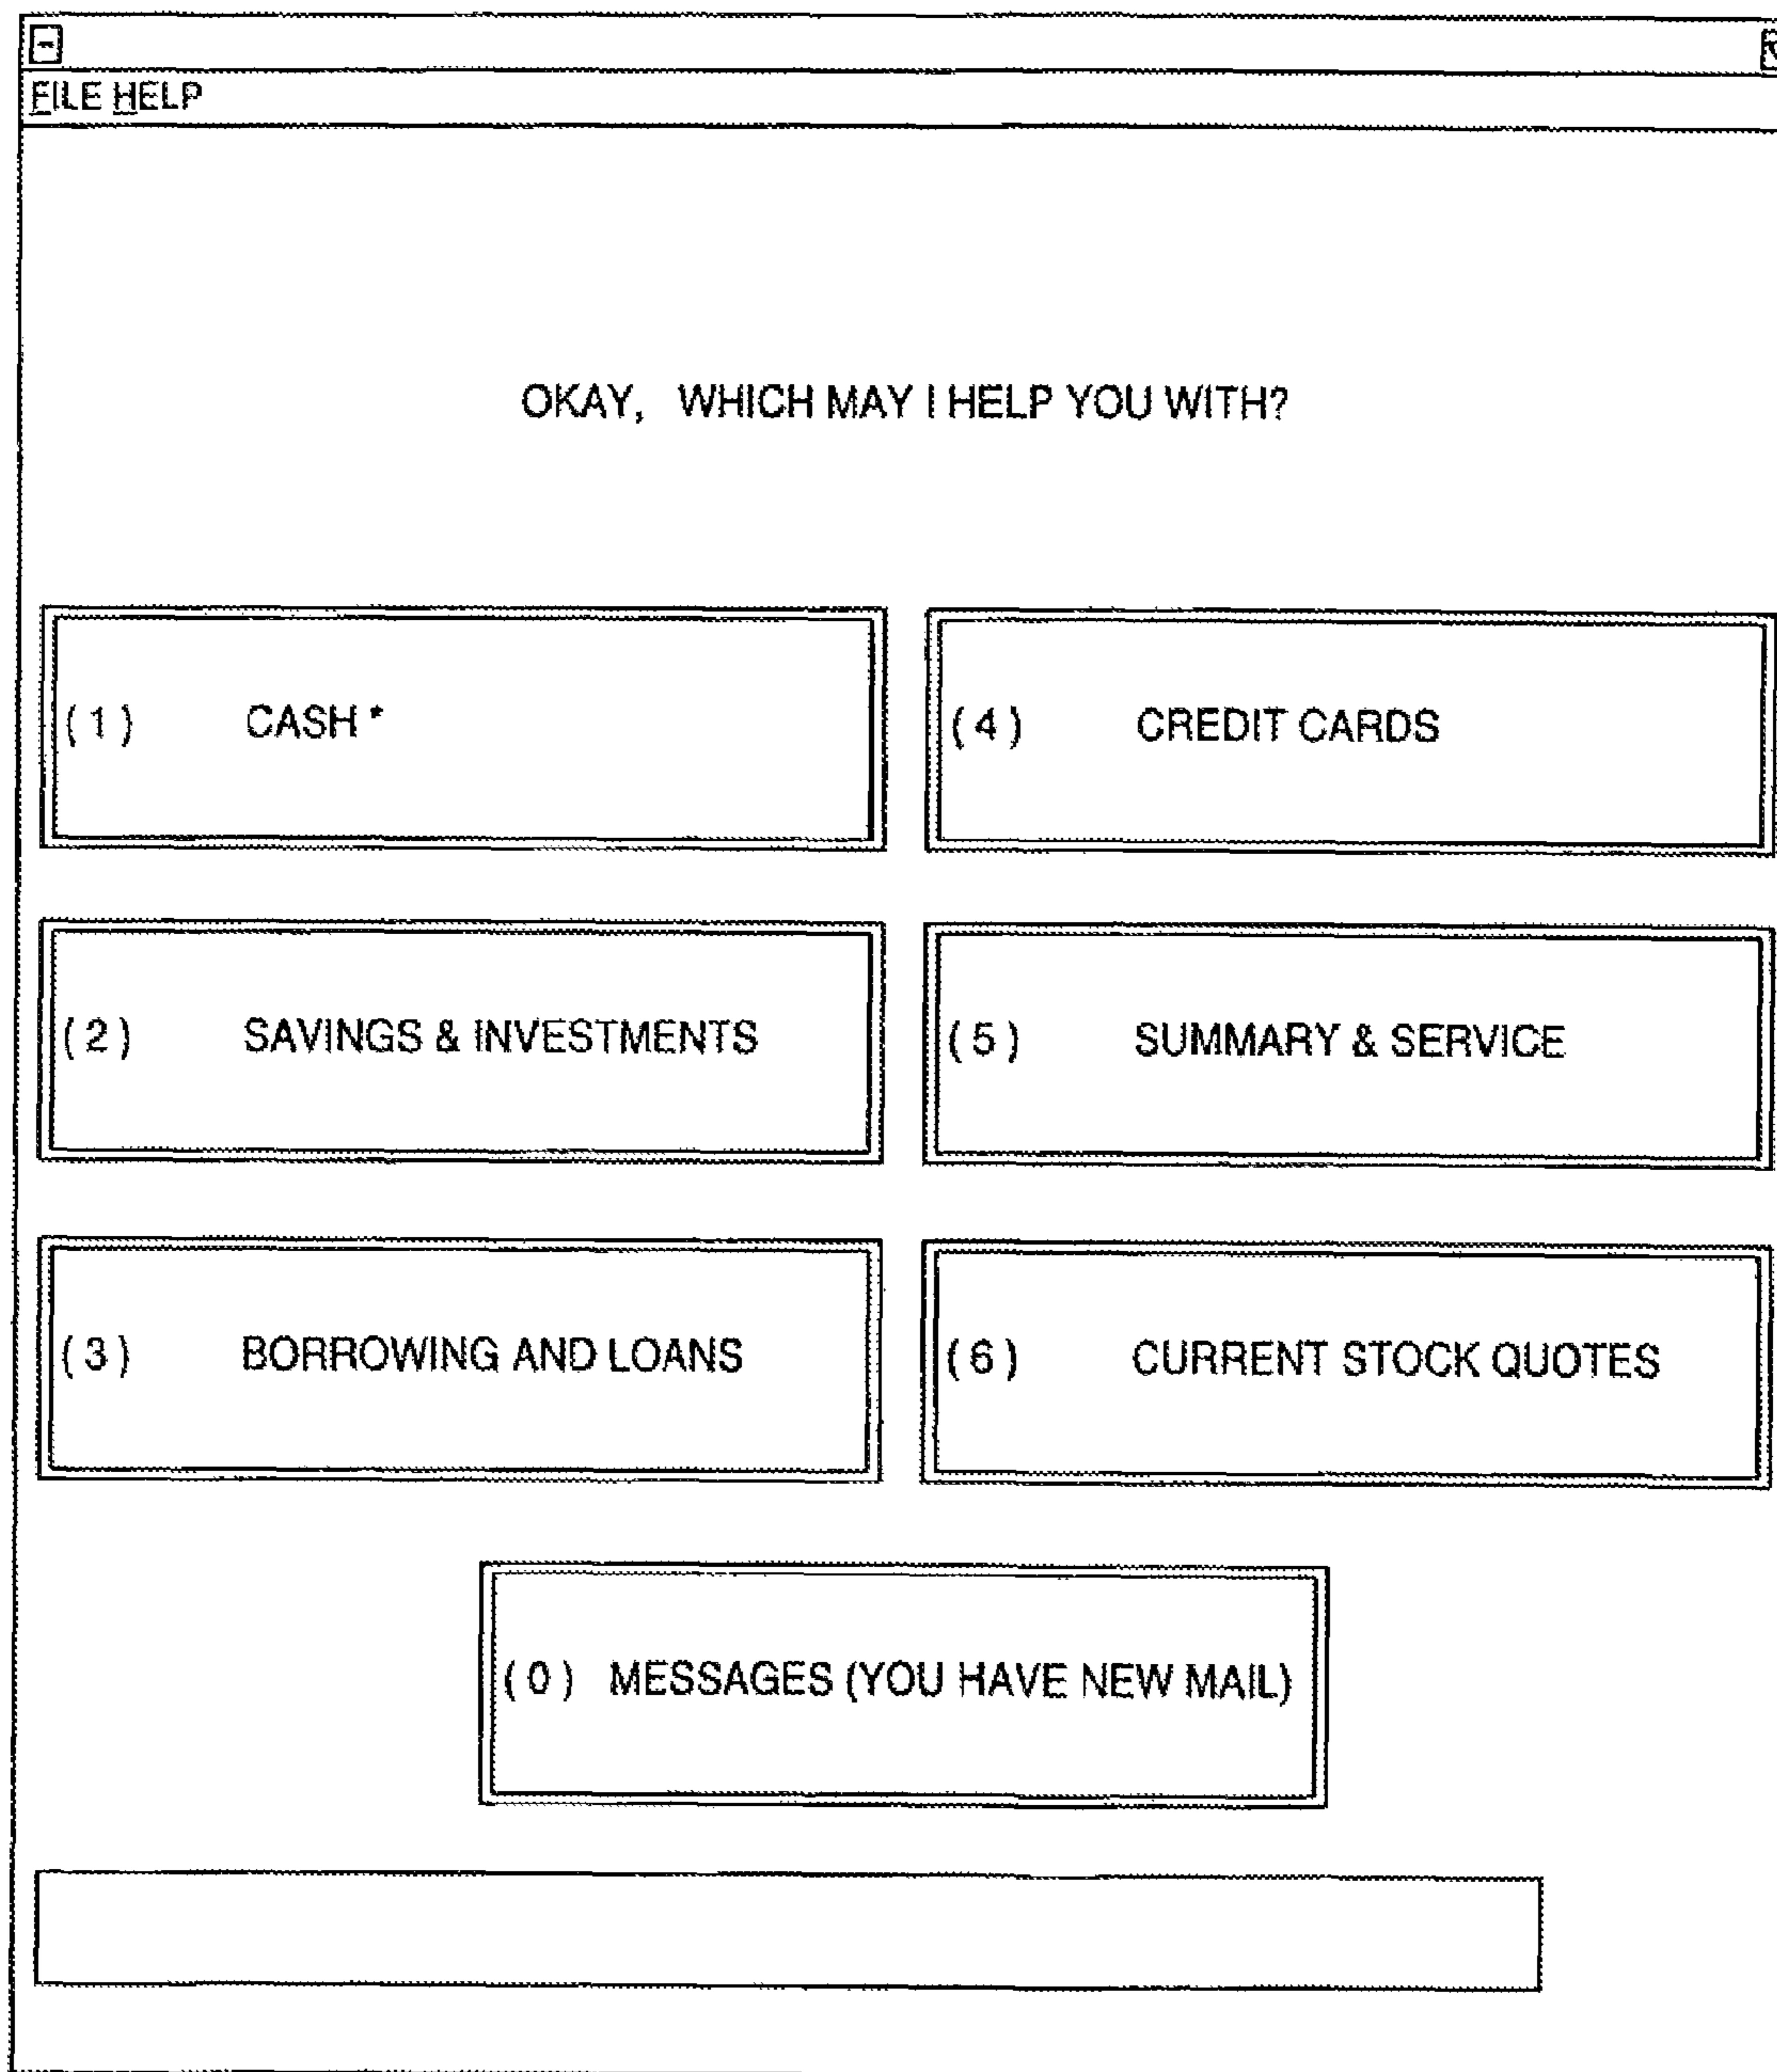 FILE HELP
OKAY, WHICH MAY I HELP YOU WITH?
(1) CASH *
(4) CREDIT CARDS
(2) SAVINGS & INVESTMENTS
(5) SUMMARY & SERVICE
(3) BORROWING AND LOANS
(6) CURRENT STOCK QUOTES
(0) MESSAGES (YOU HAVE NEW MAIL)